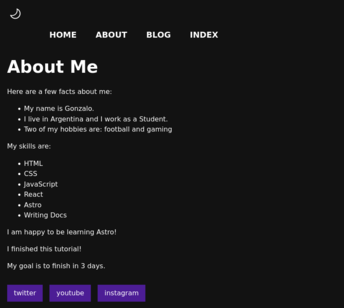 HOME ABOUT BLOG INDEX
About Me
Here are a few facts about me:
• My name is Gonzalo.
• I live in Argentina and I work as a Student.
• Two of my hobbies are: football and gaming
My skills are:
• HTML
• CSS
• JavaScript
• React
• Astro
• Writing Docs
I am happy to be learning Astro!
I finished this tutorial!
My goal is to finish in 3 days.
twitter youtube instagram